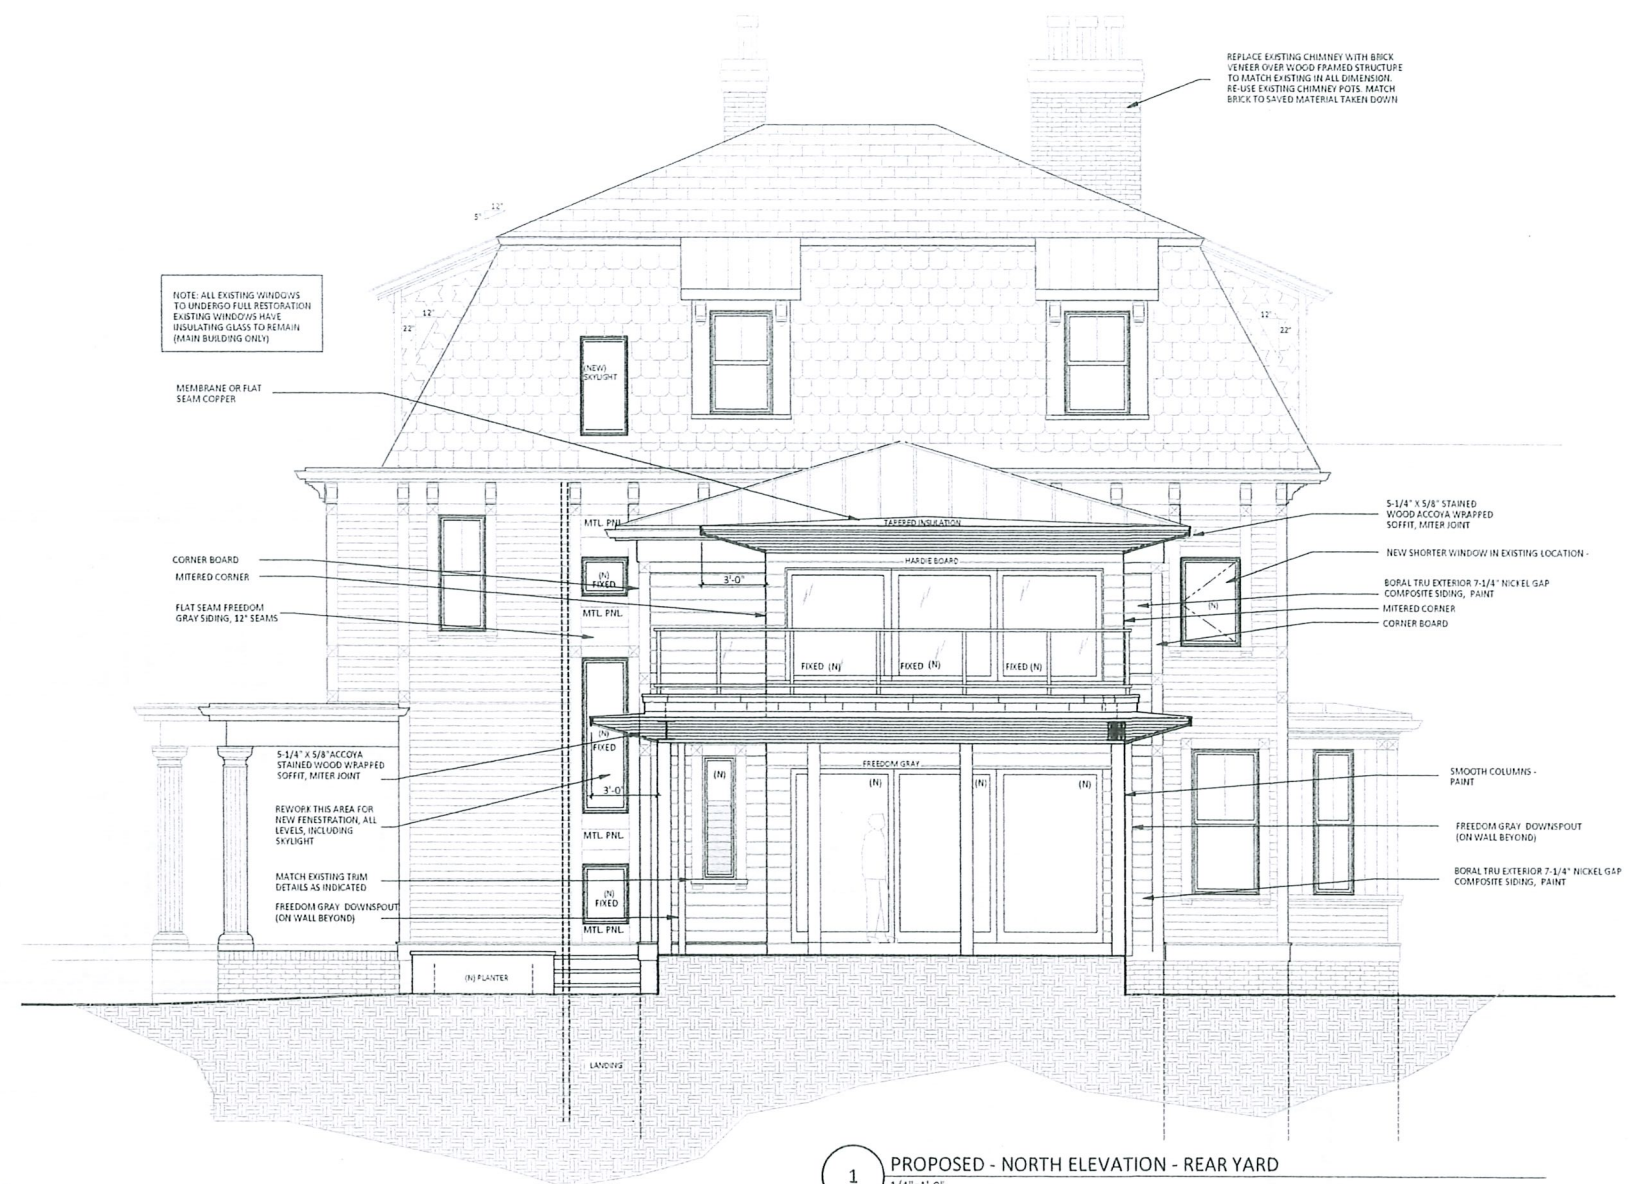 REPLACE EXISTING CHIMNEY WITH BRICK
VENEER OVER WOOD FRAMED STRUCTURE
TO MATCH EXISTING IN ALL DIMENSION.
RE-USE EXISTING CHIMNEY POTS. MATCH
BRICK TO SAVED MATERIAL TAKEN DOWN
12"
5"
NOTE: ALL EXISTING WINDOWS
TO UNDERGO FULL RESTORATION
EXISTING WINDOWS HAVE
INSULATING GLASS TO REMAIN
(MAIN BUILDING ONLY)
12"
22"
12"
22"
(NEW)
SKYLIGHT
MEMBRANE OR FLAT
SEAM COPPER
MTL. PNL
TAPERED INSULATION
5-1/4" X 5/8" STAINED
WOOD ACCOYA WRAPPED
SOFFIT, MITER JOINT
NEW SHORTER WINDOW IN EXISTING LOCATION -
CORNER BOARD
MITERED CORNER
HARDIE BOARD
(N)
FIXED
3'-0"
BORAL TRU EXTERIOR 7-1/4" NICKEL GAP
COMPOSITE SIDING, PAINT
MITERED CORNER
CORNER BOARD
(N)
FLAT SEAM FREEDOM
GRAY SIDING, 12" SEAMS
MTL PNL.
FIXED (N)
FIXED (N)
FIXED (N)
(N)
FIXED
5-1/4" X 5/8" ACCOYA
STAINED WOOD WRAPPED
SOFFIT, MITER JOINT
FREEDOM GRAY
(N)
(N)
(N)
(N)
3'-0"
SMOOTH COLUMNS -
PAINT
REWORK THIS AREA FOR
NEW FENESTRATION, ALL
LEVELS, INCLUDING
SKYLIGHT
MTL PNL.
FREEDOM GRAY DOWNSPOUT
(ON WALL BEYOND)
MATCH EXISTING TRIM
DETAILS AS INDICATED
(N)
FIXED
BORAL TRU EXTERIOR 7-1/4" NICKEL GAP
COMPOSITE SIDING, PAINT
FREEDOM GRAY DOWNSPOUT
(ON WALL BEYOND)
MTL PNL.
(N) PLANTER
LANDING
1
PROPOSED - NORTH ELEVATION - REAR YARD